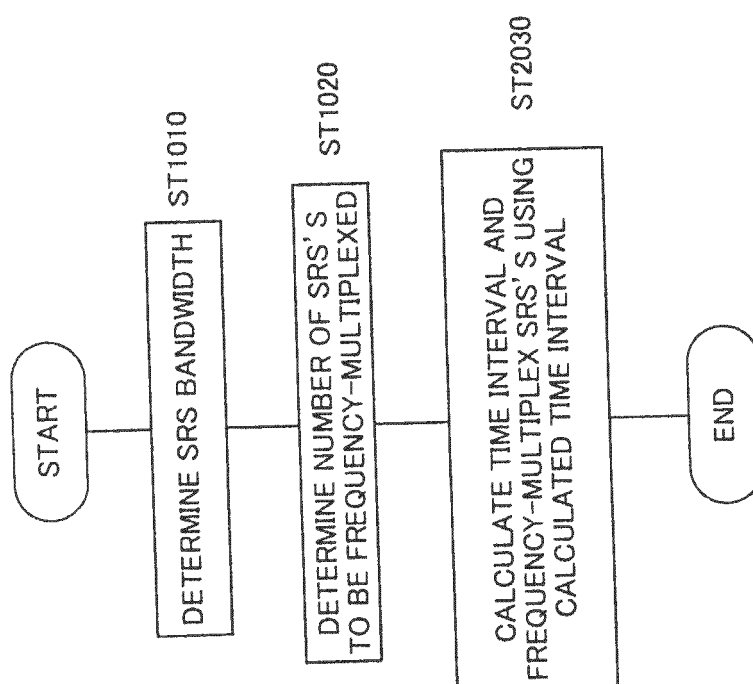 START
DETERMINE SRS BANDWIDTH
ST1010
DETERMINE NUMBER OF SRS'S
TO BE FREQUENCY-MULTIPLEXED
ST1020
CALCULATE TIME INTERVAL AND
FREQUENCY-MULTIPLEX SRS'S USING
CALCULATED TIME INTERVAL
ST2030
END